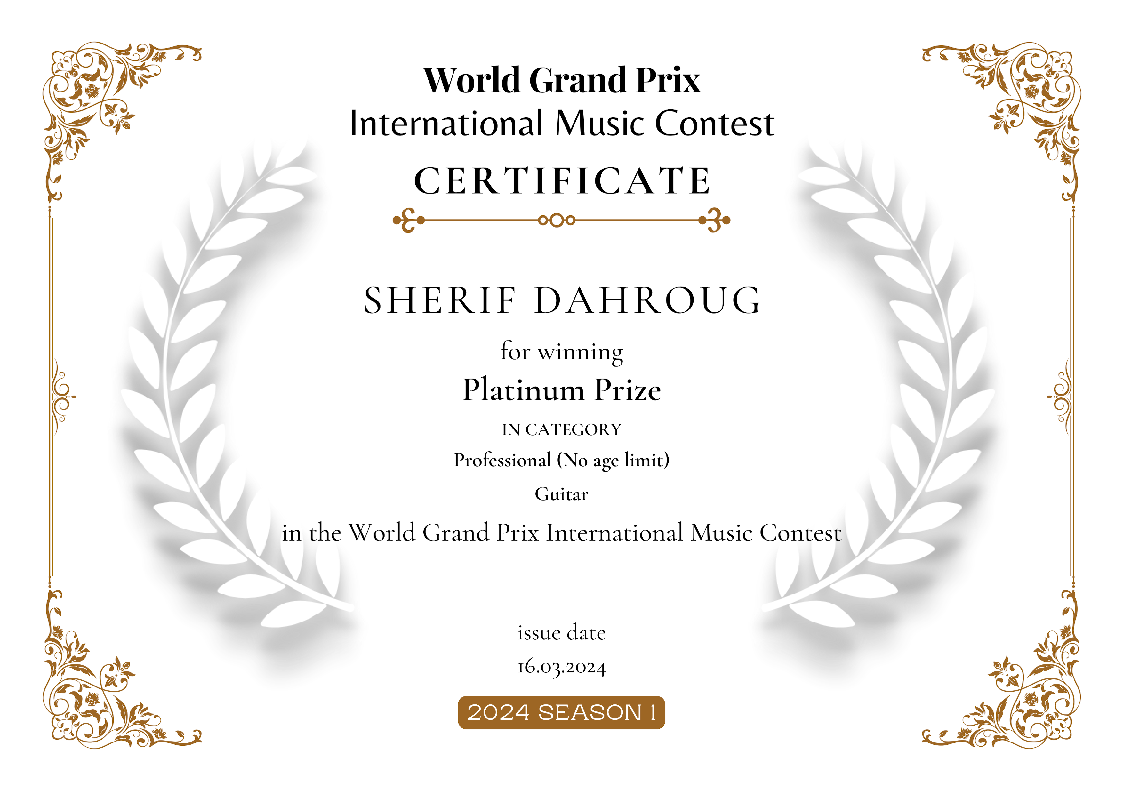 World Grand Prix
International Music Contest
CERTIFICATE
SHERIF DAHROUG
for winning
Platinum Prize
IN CATEGORY
Professional (No age limit)
Guitar
in the World Grand Prix International Music Contest
issue date
16.03.2024
2024 SEASON 1